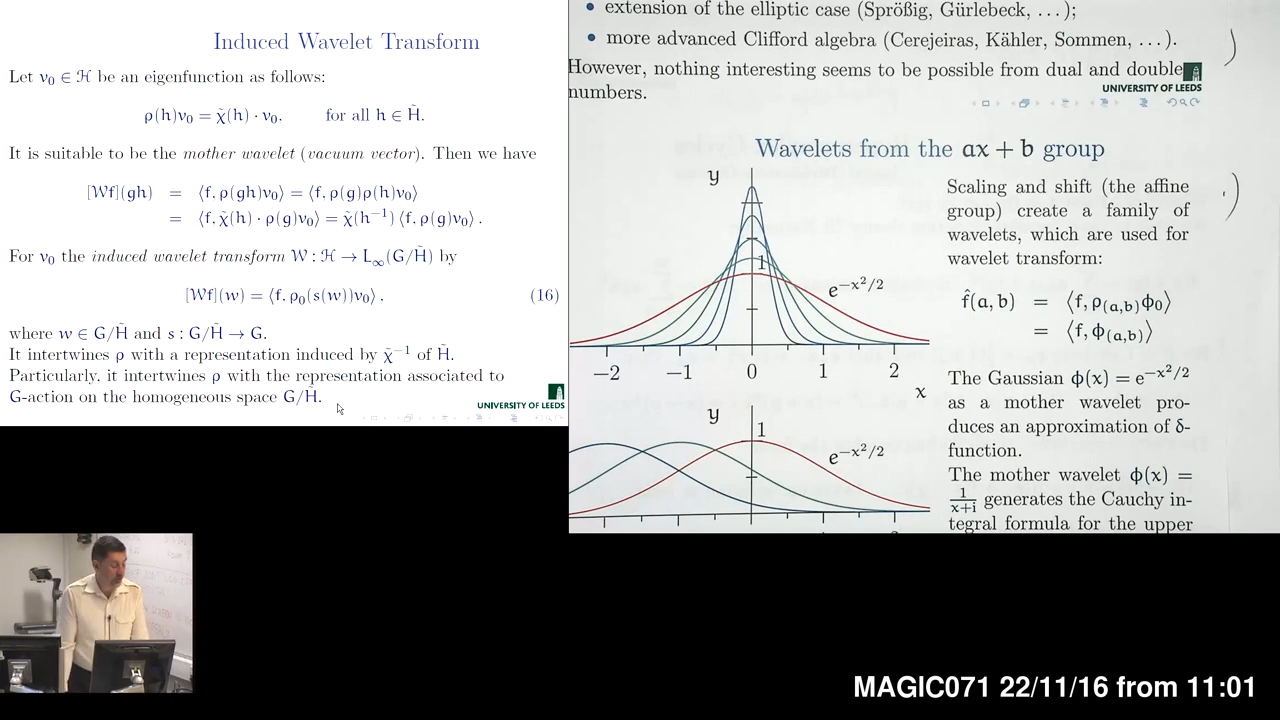 Induced Wavelet Transform
Let v₀ ∈ ℋ be an eigenfunction as follows:
ρ(h)v₀ = χ̃(h) · v₀, for all h ∈ H̃.
It is suitable to be the mother wavelet (vacuum vector). Then we have
[𝒲f](gh) = ⟨f, ρ(gh)v₀⟩ = ⟨f, ρ(g)ρ(h)v₀⟩
= ⟨f, χ̃(h) · ρ(g)v₀⟩ = χ̃(h⁻¹) ⟨f, ρ(g)v₀⟩ .
For v₀ the induced wavelet transform 𝒲 : ℋ → L∞(G/H̃) by
[𝒲f](w) = ⟨f, ρ₀(s(w))v₀⟩ , (16)
where w ∈ G/H̃ and s : G/H̃ → G.
It intertwines ρ with a representation induced by χ̃⁻¹ of H̃.
Particularly, it intertwines ρ with the representation associated to
G-action on the homogeneous space G/H̃.
UNIVERSITY OF LEEDS
• extension of the elliptic case (Sprößig, Gürlebeck, ...);
• more advanced Clifford algebra (Cerejeiras, Kähler, Sommen, ...).
However, nothing interesting seems to be possible from dual and double
numbers.
UNIVERSITY OF LEEDS
Wavelets from the ax + b group
y
1
e^{−x²/2}
−2 −1 0 1 2
x
y
1
e^{−x²/2}
Scaling and shift (the affine
group) create a family of
wavelets, which are used for
wavelet transform:
f̂(a, b) = ⟨f, ρ₍a,b₎ϕ₀⟩
= ⟨f, ϕ₍a,b₎⟩
The Gaussian ϕ(x) = e^{−x²/2}
as a mother wavelet pro-
duces an approximation of δ-
function.
The mother wavelet ϕ(x) =
1/(x+i) generates the Cauchy in-
tegral formula for the upper
MAGIC071 22/11/16 from 11:01